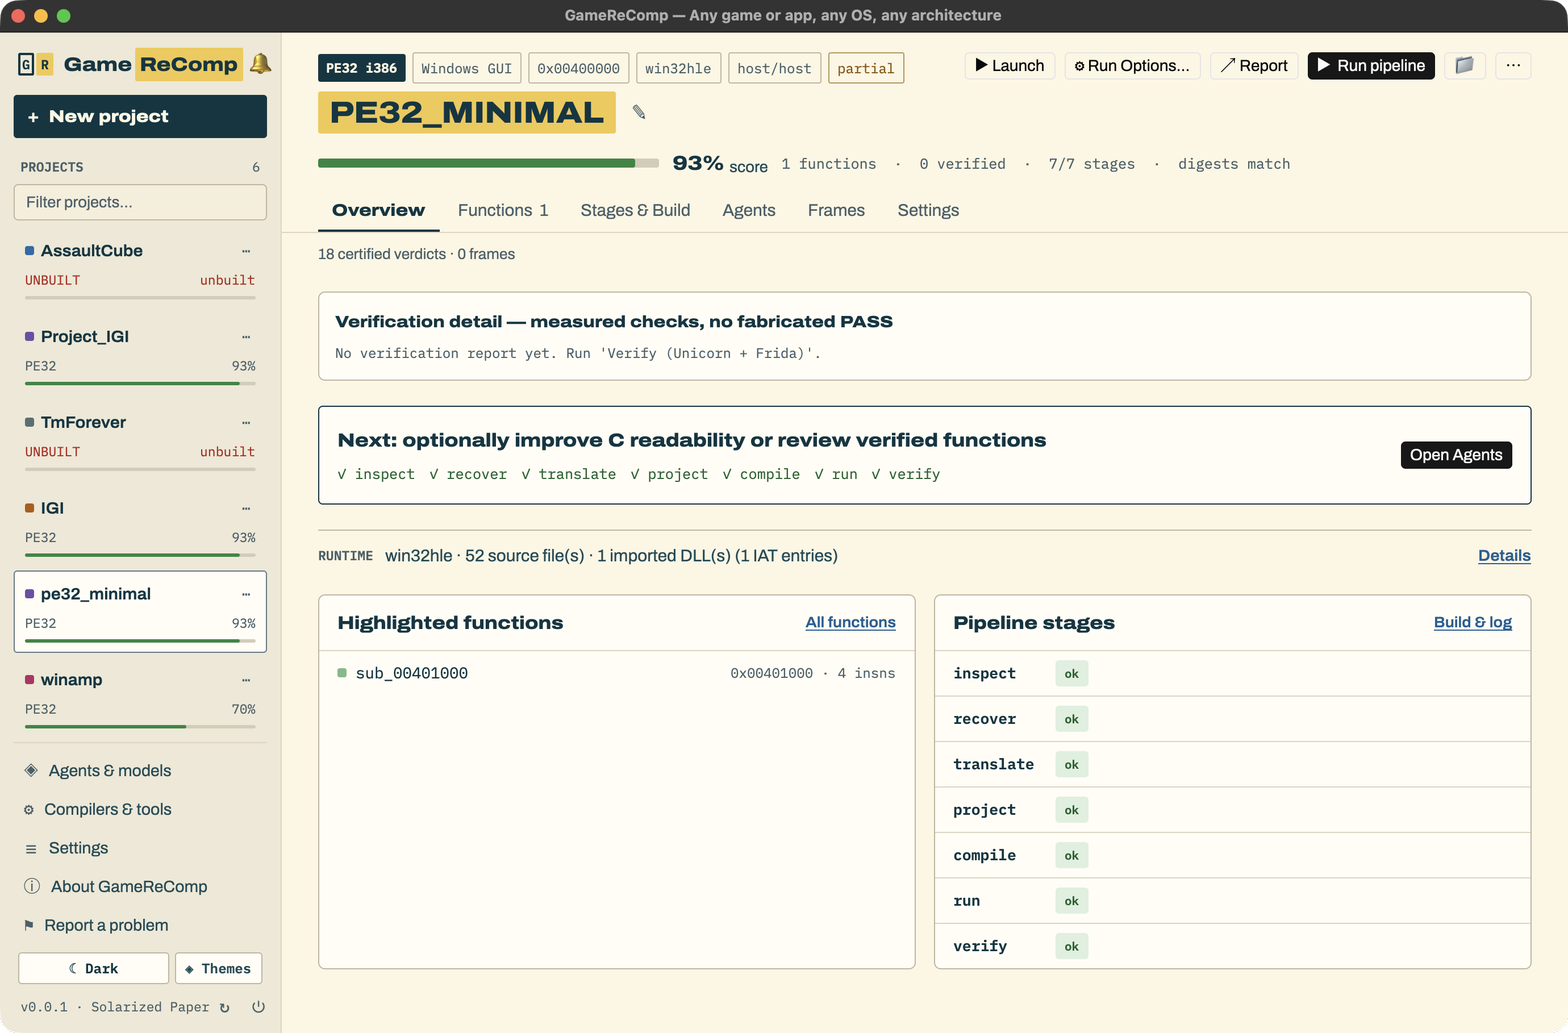 GameReComp — Any game or app, any OS, any architecture
GR Game ReComp
+ New project
PROJECTS 6
Filter projects...
AssaultCube ...
UNBUILT unbuilt
Project_IGI ...
PE32 93%
TmForever ...
UNBUILT unbuilt
IGI ...
PE32 93%
pe32_minimal ...
PE32 93%
winamp ...
PE32 70%
Agents & models
Compilers & tools
Settings
About GameReComp
Report a problem
Dark
Themes
v0.0.1 · Solarized Paper
PE32 i386 Windows GUI 0x00400000 win32hle host/host partial
Launch Run Options... Report Run pipeline ...
PE32_MINIMAL
93% score 1 functions · 0 verified · 7/7 stages · digests match
Overview Functions 1 Stages & Build Agents Frames Settings
18 certified verdicts · 0 frames
Verification detail — measured checks, no fabricated PASS
No verification report yet. Run 'Verify (Unicorn + Frida)'.
Next: optionally improve C readability or review verified functions
✓ inspect ✓ recover ✓ translate ✓ project ✓ compile ✓ run ✓ verify
Open Agents
RUNTIME win32hle · 52 source file(s) · 1 imported DLL(s) (1 IAT entries) Details
Highlighted functions All functions
sub_00401000 0x00401000 · 4 insns
Pipeline stages Build & log
inspect ok
recover ok
translate ok
project ok
compile ok
run ok
verify ok